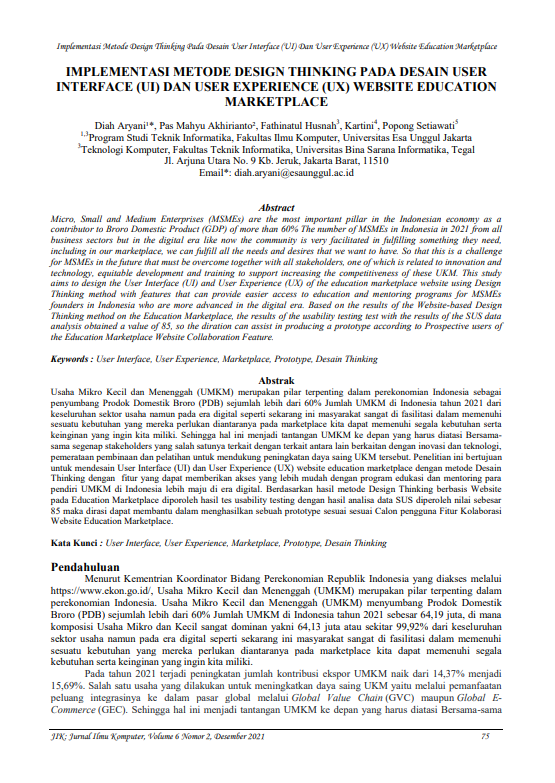 Implementasi Metode Design Thinking Pada Desain User Interface (UI) Dan User Experience (UX) Website Education Marketplace
IMPLEMENTASI METODE DESIGN THINKING PADA DESAIN USER
INTERFACE (UI) DAN USER EXPERIENCE (UX) WEBSITE EDUCATION
MARKETPLACE
Diah Aryani¹*, Pas Mahyu Akhirianto², Fathinatul Husnah³, Kartini⁴, Popong Setiawati⁵
¹,³Program Studi Teknik Informatika, Fakultas Ilmu Komputer, Universitas Esa Unggul Jakarta
³Teknologi Komputer, Fakultas Teknik Informatika, Universitas Bina Sarana Informatika, Tegal
Jl. Arjuna Utara No. 9 Kb. Jeruk, Jakarta Barat, 11510
Email*: diah.aryani@esaunggul.ac.id
Abstract
Micro, Small and Medium Enterprises (MSMEs) are the most important pillar in the Indonesian economy as a
contributor to Broro Domestic Product (GDP) of more than 60% The number of MSMEs in Indonesia in 2021 from all
business sectors but in the digital era like now the community is very facilitated in fulfilling something they need,
including in our marketplace, we can fulfill all the needs and desires that we want to have. So that this is a challenge
for MSMEs in the future that must be overcome together with all stakeholders, one of which is related to innovation and
technology, equitable development and training to support increasing the competitiveness of these UKM. This study
aims to design the User Interface (UI) and User Experience (UX) of the education marketplace website using Design
Thinking method with features that can provide easier access to education and mentoring programs for MSMEs
founders in Indonesia who are more advanced in the digital era. Based on the results of the Website-based Design
Thinking method on the Education Marketplace, the results of the usability testing test with the results of the SUS data
analysis obtained a value of 85, so the diration can assist in producing a prototype according to Prospective users of
the Education Marketplace Website Collaboration Feature.
Keywords : User Interface, User Experience, Marketplace, Prototype, Desain Thinking
Abstrak
Usaha Mikro Kecil dan Menenggah (UMKM) merupakan pilar terpenting dalam perekonomian Indonesia sebagai
penyumbang Prodok Domestik Broro (PDB) sejumlah lebih dari 60% Jumlah UMKM di Indonesia tahun 2021 dari
keseluruhan sektor usaha namun pada era digital seperti sekarang ini masyarakat sangat di fasilitasi dalam memenuhi
sesuatu kebutuhan yang mereka perlukan diantaranya pada marketplace kita dapat memenuhi segala kebutuhan serta
keinginan yang ingin kita miliki. Sehingga hal ini menjadi tantangan UMKM ke depan yang harus diatasi Bersama-
sama segenap stakeholders yang salah satunya terkait dengan terkait antara lain berkaitan dengan inovasi dan teknologi,
pemerataan pembinaan dan pelatihan untuk mendukung peningkatan daya saing UKM tersebut. Penelitian ini bertujuan
untuk mendesain User Interface (UI) dan User Experience (UX) website education marketplace dengan metode Desain
Thinking dengan fitur yang dapat memberikan akses yang lebih mudah dengan program edukasi dan mentoring para
pendiri UMKM di Indonesia lebih maju di era digital. Berdasarkan hasil metode Design Thinking berbasis Website
pada Education Marketplace diporoleh hasil tes usability testing dengan hasil analisa data SUS diperoleh nilai sebesar
85 maka dirasi dapat membantu dalam menghasilkan sebuah prototype sesuai sesuai Calon pengguna Fitur Kolaborasi
Website Education Marketplace.
Kata Kunci : User Interface, User Experience, Marketplace, Prototype, Desain Thinking
Pendahuluan
Menurut Kementrian Koordinator Bidang Perekonomian Republik Indonesia yang diakses melalui
https://www.ekon.go.id/, Usaha Mikro Kecil dan Menenggah (UMKM) merupakan pilar terpenting dalam
perekonomian Indonesia. Usaha Mikro Kecil dan Menenggah (UMKM) menyumbang Prodok Domestik
Broro (PDB) sejumlah lebih dari 60% Jumlah UMKM di Indonesia tahun 2021 sebesar 64,19 juta, di mana
komposisi Usaha Mikro dan Kecil sangat dominan yakni 64,13 juta atau sekitar 99,92% dari keseluruhan
sektor usaha namun pada era digital seperti sekarang ini masyarakat sangat di fasilitasi dalam memenuhi
sesuatu kebutuhan yang mereka perlukan diantaranya pada marketplace kita dapat memenuhi segala
kebutuhan serta keinginan yang ingin kita miliki.
Pada tahun 2021 terjadi peningkatan jumlah kontribusi ekspor UMKM naik dari 14,37% menjadi
15,69%. Salah satu usaha yang dilakukan untuk meningkatkan daya saing UKM yaitu melalui pemanfaatan
peluang integrasinya ke dalam pasar global melalui Global Value Chain (GVC) maupun Global E-
Commerce (GEC). Sehingga hal ini menjadi tantangan UMKM ke depan yang harus diatasi Bersama-sama
JIK; Jurnal Ilmu Komputer, Volume 6 Nomor 2, Desember 2021 75